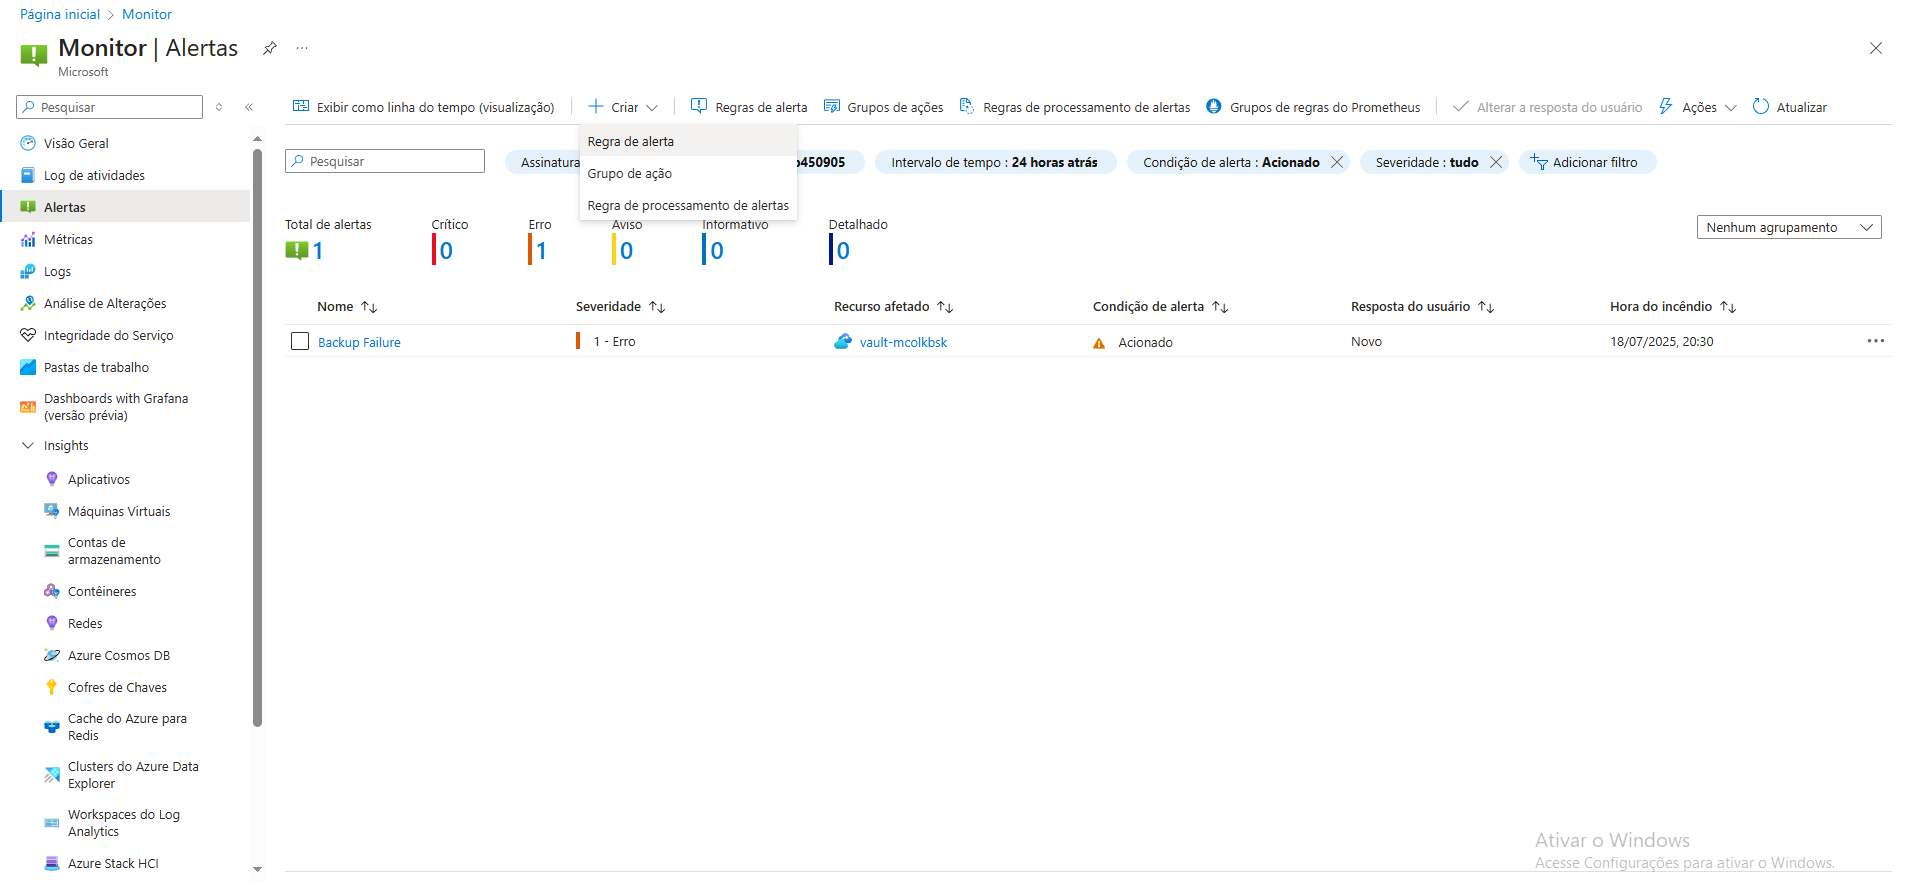 Página inicial > Monitor
Monitor | Alertas
Microsoft
Pesquisar
Visão Geral
Log de atividades
Alertas
Métricas
Logs
Análise de Alterações
Integridade do Serviço
Pastas de trabalho
Dashboards with Grafana
(versão prévia)
Insights
Aplicativos
Máquinas Virtuais
Contas de
armazenamento
Contêineres
Redes
Azure Cosmos DB
Cofres de Chaves
Cache do Azure para
Redis
Clusters do Azure Data
Explorer
Workspaces do Log
Analytics
Azure Stack HCI
Exibir como linha do tempo (visualização) Criar Regras de alerta Grupos de ações Regras de processamento de alertas Grupos de regras do Prometheus Alterar a resposta do usuário Ações Atualizar
Regra de alerta
Grupo de ação
Regra de processamento de alertas
Pesquisar Assinatura 450905 Intervalo de tempo : 24 horas atrás Condição de alerta : Acionado Severidade : tudo Adicionar filtro
Total de alertas Crítico Erro Aviso Informativo Detalhado
1 0 1 0 0 0
Nenhum agrupamento
Nome Severidade Recurso afetado Condição de alerta Resposta do usuário Hora do incêndio
Backup Failure 1 - Erro vault-mcolkbsk Acionado Novo 18/07/2025, 20:30
Ativar o Windows
Acesse Configurações para ativar o Windows.